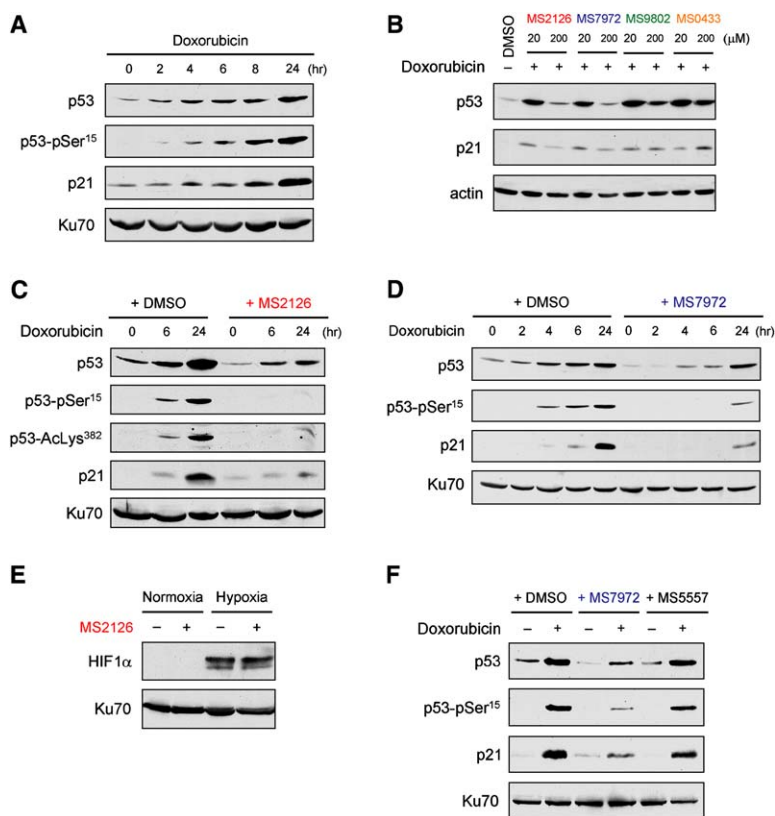 A
Doxorubicin
0 2 4 6 8 24 (hr)
p53
p53-pSer15
p21
Ku70
B
DMSO
MS2126 MS7972 MS9802 MS0433
20 200 20 200 20 200 20 200 (μM)
Doxorubicin – + + + + + + + +
p53
p21
actin
C
+ DMSO + MS2126
Doxorubicin 0 6 24 0 6 24 (hr)
p53
p53-pSer15
p53-AcLys382
p21
Ku70
D
+ DMSO + MS7972
Doxorubicin 0 2 4 6 24 0 2 4 6 24 (hr)
p53
p53-pSer15
p21
Ku70
E
Normoxia Hypoxia
MS2126 – + – +
HIF1α
Ku70
F
+ DMSO + MS7972 + MS5557
Doxorubicin – + – + – +
p53
p53-pSer15
p21
Ku70